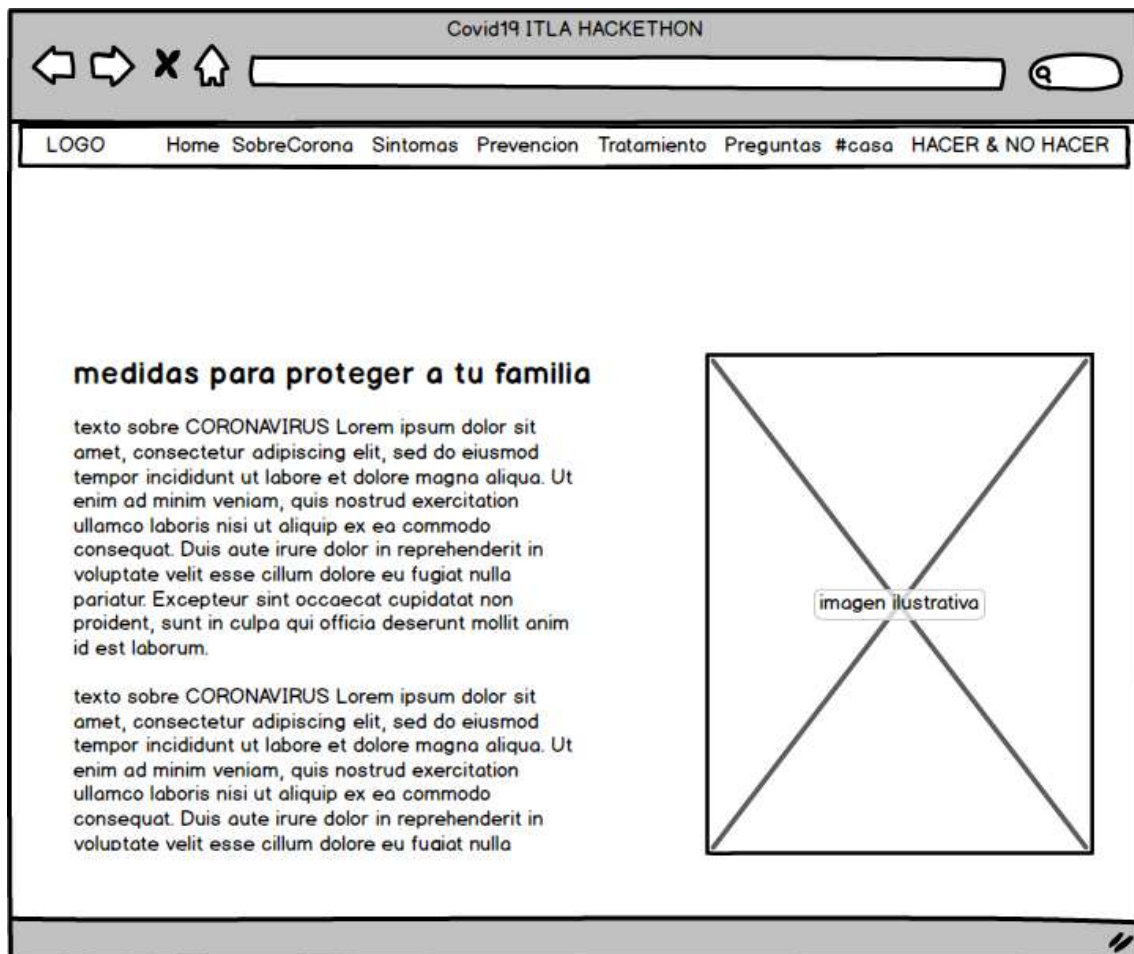 Covid19 ITLA HACKETHON
LOGO Home SobreCorona Sintomas Prevencion Tratamiento Preguntas #casa HACER & NO HACER
medidas para proteger a tu familia
texto sobre CORONAVIRUS Lorem ipsum dolor sit
amet, consectetur adipiscing elit, sed do eiusmod
tempor incididunt ut labore et dolore magna aliqua. Ut
enim ad minim veniam, quis nostrud exercitation
ullamco laboris nisi ut aliquip ex ea commodo
consequat. Duis aute irure dolor in reprehenderit in
voluptate velit esse cillum dolore eu fugiat nulla
pariatur. Excepteur sint occaecat cupidatat non
proident, sunt in culpa qui officia deserunt mollit anim
id est laborum.
texto sobre CORONAVIRUS Lorem ipsum dolor sit
amet, consectetur adipiscing elit, sed do eiusmod
tempor incididunt ut labore et dolore magna aliqua. Ut
enim ad minim veniam, quis nostrud exercitation
ullamco laboris nisi ut aliquip ex ea commodo
consequat. Duis aute irure dolor in reprehenderit in
voluptate velit esse cillum dolore eu fugiat nulla
imagen ilustrativa